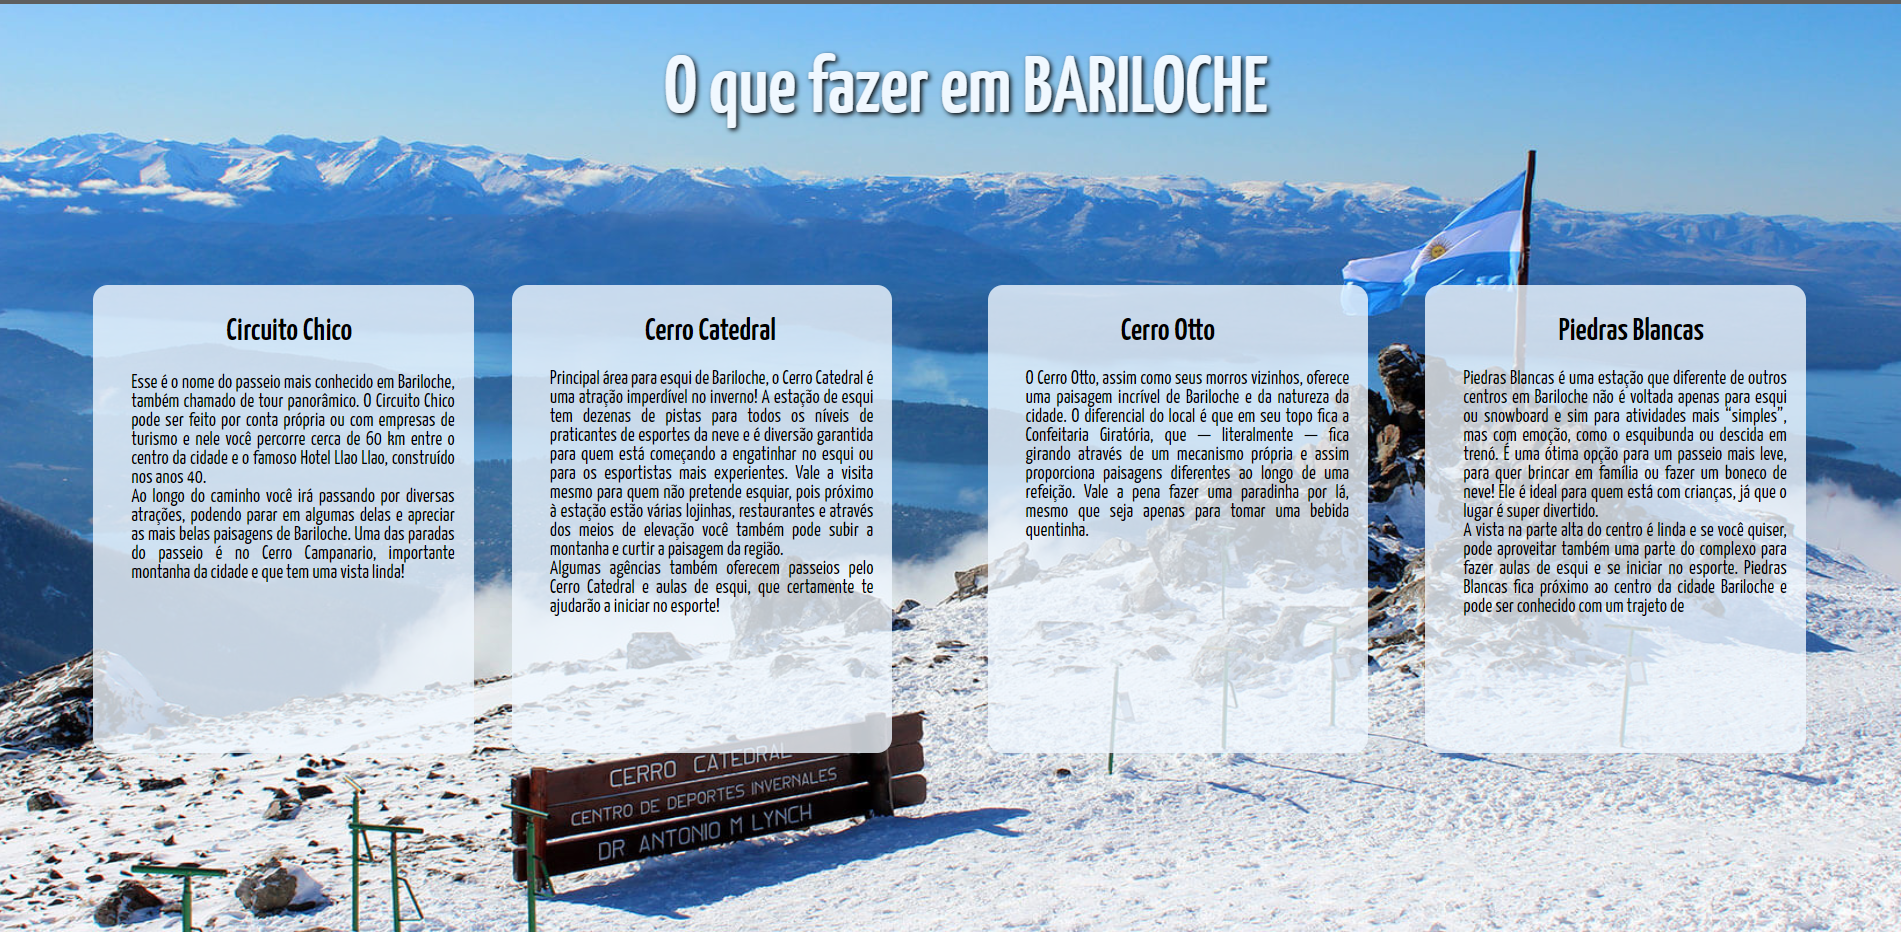 O que fazer em BARILOCHE
Circuito Chico
Esse é o nome do passeio mais conhecido em Bariloche,
também chamado de tour panorâmico. O Circuito Chico
pode ser feito por conta própria ou com empresas de
turismo e nele você percorre cerca de 60 km entre o
centro da cidade e o famoso Hotel Llao Llao, construído
nos anos 40.
Ao longo do caminho você irá passando por diversas
atrações, podendo parar em algumas delas e apreciar
as mais belas paisagens de Bariloche. Uma das paradas
do passeio é no Cerro Campanario, importante
montanha da cidade e que tem uma vista linda!
Cerro Catedral
Principal área para esqui de Bariloche, o Cerro Catedral é
uma atração imperdível no inverno! A estação de esqui
tem dezenas de pistas para todos os níveis de
praticantes de esportes da neve e é diversão garantida
para quem está começando a engatinhar no esqui ou
para os esportistas mais experientes. Vale a visita
mesmo para quem não pretende esquiar, pois próximo
à estação estão várias lojinhas, restaurantes e através
dos meios de elevação você também pode subir a
montanha e curtir a paisagem da região.
Algumas agências também oferecem passeios pelo
Cerro Catedral e aulas de esqui, que certamente te
ajudarão a iniciar no esporte!
Cerro Otto
O Cerro Otto, assim como seus morros vizinhos, oferece
uma paisagem incrível de Bariloche e da natureza da
cidade. O diferencial do local é que em seu topo fica a
Confeitaria Giratória, que — literalmente — fica
girando através de um mecanismo própria e assim
proporciona paisagens diferentes ao longo de uma
refeição. Vale a pena fazer uma paradinha por lá,
mesmo que seja apenas para tomar uma bebida
quentinha.
Piedras Blancas
Piedras Blancas é uma estação que diferente de outros
centros em Bariloche não é voltada apenas para esqui
ou snowboard e sim para atividades mais “simples”,
mas com emoção, como o esquibunda ou descida em
trenó. É uma ótima opção para um passeio mais leve,
para quer brincar em família ou fazer um boneco de
neve! Ele é ideal para quem está com crianças, já que o
lugar é super divertido.
A vista na parte alta do centro é linda e se você quiser,
pode aproveitar também uma parte do complexo para
fazer aulas de esqui e se iniciar no esporte. Piedras
Blancas fica próximo ao centro da cidade Bariloche e
pode ser conhecido com um trajeto de
CERRO CATEDRAL
CENTRO DE DEPORTES INVERNALES
DR ANTONIO M LYNCH